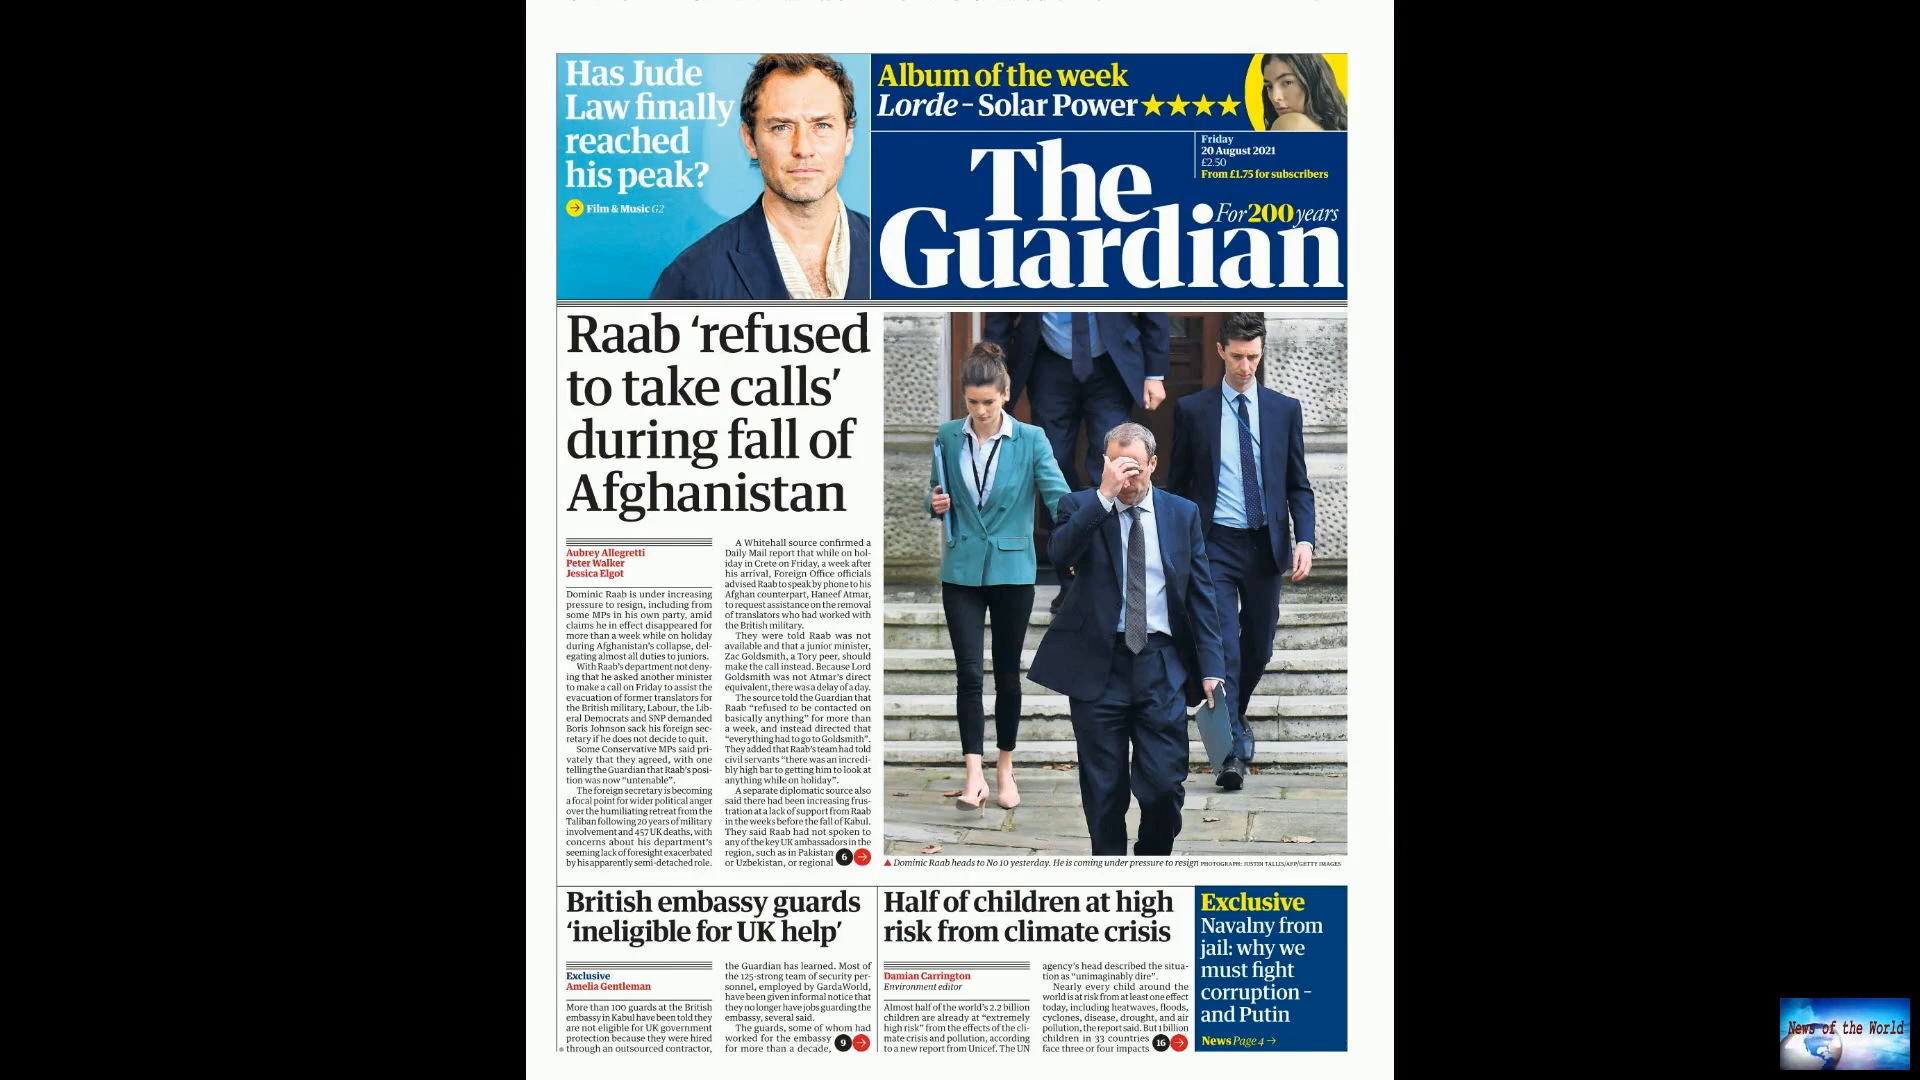 Has Jude
Law finally
reached
his peak?
Film & Music G2
Album of the week
Lorde – Solar Power ★★★★
Friday
20 August 2021
£2.50
From £1.75 for subscribers
The
Guardian
For 200 years
Raab ‘refused
to take calls’
during fall of
Afghanistan
Aubrey Allegretti
Peter Walker
Jessica Elgot
Dominic Raab is under increasing
pressure to resign, including from
some MPs in his own party, amid
claims he in effect disappeared for
more than a week while on holiday
during Afghanistan’s collapse, del-
egating almost all duties to juniors.
With Raab’s department not deny-
ing that he asked another minister
to make a call on Friday to assist the
evacuation of former translators for
the British military, Labour, the Lib-
eral Democrats and SNP demanded
Boris Johnson sack his foreign sec-
retary if he does not decide to quit.
Some Conservative MPs said pri-
vately that they agreed, with one
telling the Guardian that Raab’s posi-
tion was now “untenable”.
The foreign secretary is becoming
a focal point for wider political anger
over the humiliating retreat from the
Taliban following 20 years of military
involvement and 457 UK deaths, with
concerns about his department’s
seeming lack of foresight exacerbated
by his apparently semi-detached role.
A Whitehall source confirmed a
Daily Mail report that while on hol-
iday in Crete on Friday, a week after
his arrival, Foreign Office officials
advised Raab to speak by phone to his
Afghan counterpart, Haneef Atmar,
to request assistance on the removal
of translators who had worked with
the British military.
They were told Raab was not
available and that a junior minister,
Zac Goldsmith, a Tory peer, should
make the call instead. Because Lord
Goldsmith was not Atmar’s direct
equivalent, there was a delay of a day.
The source told the Guardian that
Raab “refused to be contacted on
basically anything” for more than
a week, and instead directed that
“everything had to go to Goldsmith”.
They added that Raab’s team had told
civil servants “there was an incredi-
bly high bar to getting him to look at
anything while on holiday”.
A separate diplomatic source also
said there had been increasing frus-
tration at a lack of support from Raab
in the weeks before the fall of Kabul.
They said Raab had not spoken to
any of the key UK ambassadors in the
region, such as in Pakistan
or Uzbekistan, or regional
6
▲ Dominic Raab heads to No 10 yesterday. He is coming under pressure to resign PHOTOGRAPH: JUSTIN TALLIS/AFP/GETTY IMAGES
British embassy guards
‘ineligible for UK help’
Exclusive
Amelia Gentleman
More than 100 guards at the British
embassy in Kabul have been told they
are not eligible for UK government
protection because they were hired
through an outsourced contractor,
the Guardian has learned. Most of
the 125-strong team of security per-
sonnel, employed by GardaWorld,
have been given informal notice that
they no longer have jobs guarding the
embassy, several said.
The guards, some of whom had
worked for the embassy
for more than a decade,
9
Half of children at high
risk from climate crisis
Damian Carrington
Environment editor
Almost half of the world’s 2.2 billion
children are already at “extremely
high risk” from the effects of the cli-
mate crisis and pollution, according
to a new report from Unicef. The UN
agency’s head described the situa-
tion as “unimaginably dire”.
Nearly every child around the
world is at risk from at least one effect
today, including heatwaves, floods,
cyclones, disease, drought, and air
pollution, the report said. But 1 billion
children in 33 countries
face three or four impacts
16
Exclusive
Navalny from
jail: why we
must fight
corruption –
and Putin
News Page 4 →
News of the World